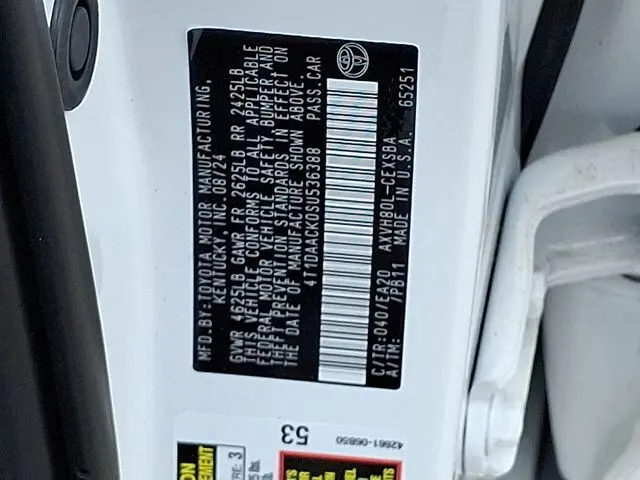 MFD.BY:TOYOTA MOTOR MANUFACTURING,
KENTUCKY, INC. 08/24
GVWR 4625LB GAWR FR 2625LB RR 2425LB
THIS VEHICLE CONFORMS TO ALL APPLICABLE
FEDERAL MOTOR VEHICLE SAFETY BUMPER AND
THEFT PREVENTION STANDARDS IN EFFECT ON
THE DATE OF MANUFACTURE SHOWN ABOVE.
4T1DAACK0SU536388 PASS.CAR
C/TR:040/EA20 AXVH80L-CEXSBA
A/TM: /PB11 MADE IN U.S.A. 65251
53
42661-06850